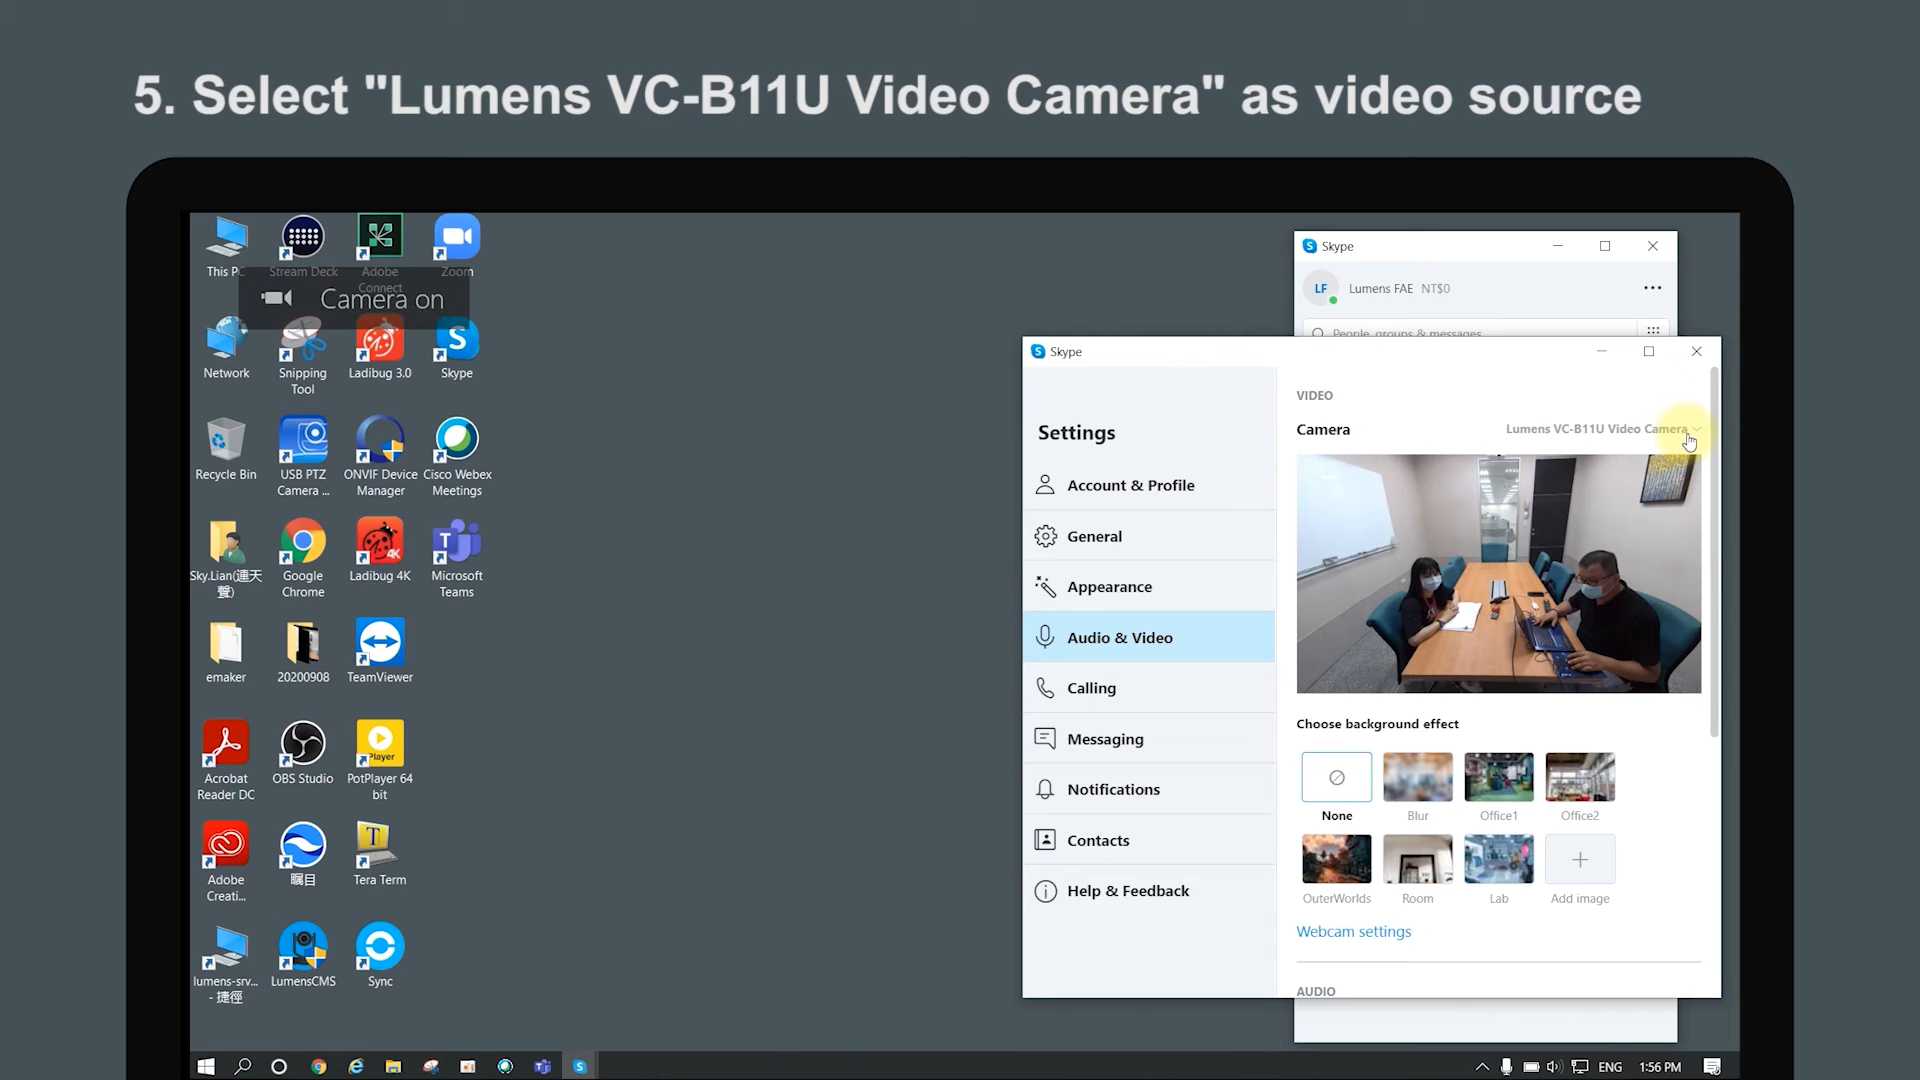 5. Select "Lumens VC-B11U Video Camera" as video source
This PC
Stream Deck
Adobe
Connect
Zoom
Camera on
Network
Snipping
Tool
Ladibug 3.0
Skype
Recycle Bin
USB PTZ
Camera ...
ONVIF Device
Manager
Cisco Webex
Meetings
Sky.Lian(連天
聲)
Google
Chrome
Ladibug 4K
Microsoft
Teams
emaker
20200908
TeamViewer
Acrobat
Reader DC
OBS Studio
PotPlayer 64
bit
Adobe
Creati...
矚目
Tera Term
lumens-srv...
- 捷徑
LumensCMS
Sync
Skype
LF
Lumens FAE NT$0
People, groups & messages
Skype
Settings
Account & Profile
General
Appearance
Audio & Video
Calling
Messaging
Notifications
Contacts
Help & Feedback
VIDEO
Camera
Lumens VC-B11U Video Camera
Choose background effect
None
Blur
Office1
Office2
OuterWorlds
Room
Lab
Add image
Webcam settings
AUDIO
ENG
1:56 PM